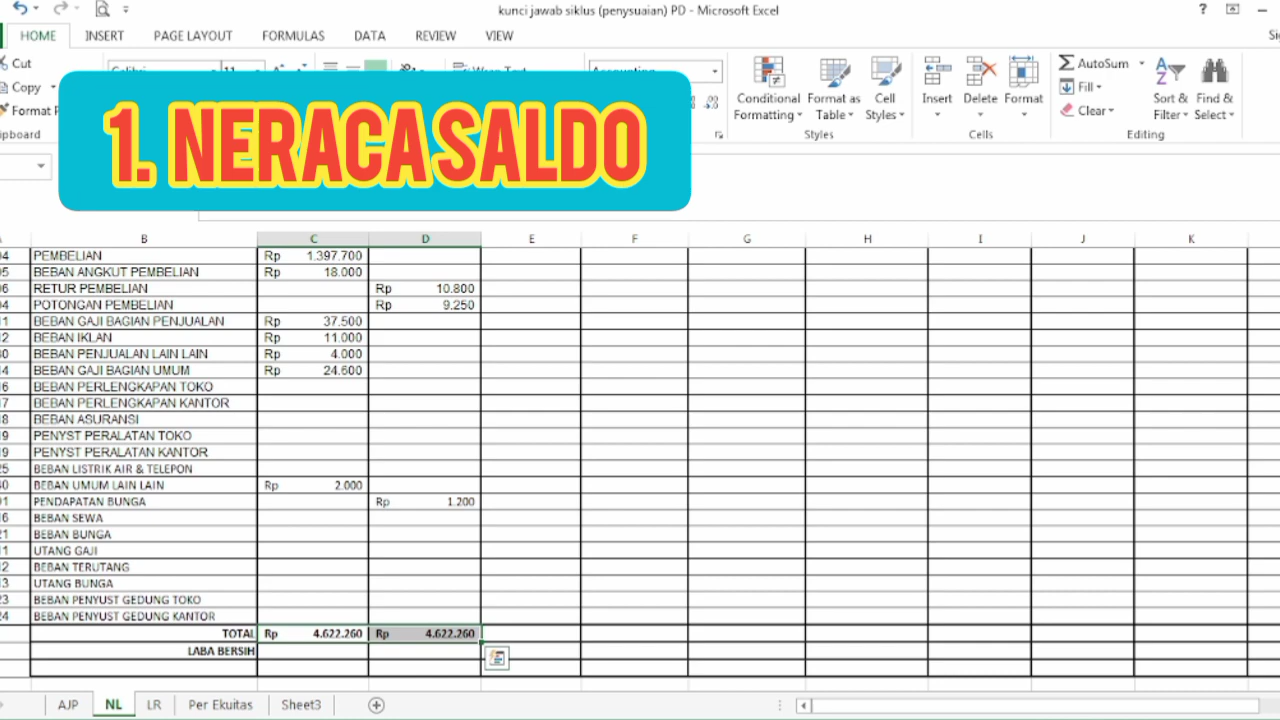 kunci jawab siklus (penysuaian) PD - Microsoft Excel
HOME INSERT PAGE LAYOUT FORMULAS DATA REVIEW VIEW
Cut
Copy
Format
Conditional Formatting
Format as Table
Cell Styles
Insert
Delete
Format
AutoSum
Fill
Clear
Sort & Filter
Find & Select
Styles
Cells
Editing
1. NERACA SALDO
B C D E F G H I J K
PEMBELIAN Rp 1.397.700
BEBAN ANGKUT PEMBELIAN Rp 18.000
RETUR PEMBELIAN Rp 10.800
POTONGAN PEMBELIAN Rp 9.250
BEBAN GAJI BAGIAN PENJUALAN Rp 37.500
BEBAN IKLAN Rp 11.000
BEBAN PENJUALAN LAIN LAIN Rp 4.000
BEBAN GAJI BAGIAN UMUM Rp 24.600
BEBAN PERLENGKAPAN TOKO
BEBAN PERLENGKAPAN KANTOR
BEBAN ASURANSI
PENYST PERALATAN TOKO
PENYST PERALATAN KANTOR
BEBAN LISTRIK AIR & TELEPON
BEBAN UMUM LAIN LAIN Rp 2.000
PENDAPATAN BUNGA Rp 1.200
BEBAN SEWA
BEBAN BUNGA
UTANG GAJI
BEBAN TERUTANG
UTANG BUNGA
BEBAN PENYUST GEDUNG TOKO
BEBAN PENYUST GEDUNG KANTOR
TOTAL Rp 4.622.260 Rp 4.622.260
LABA BERSIH
AJP NL LR Per Ekuitas Sheet3